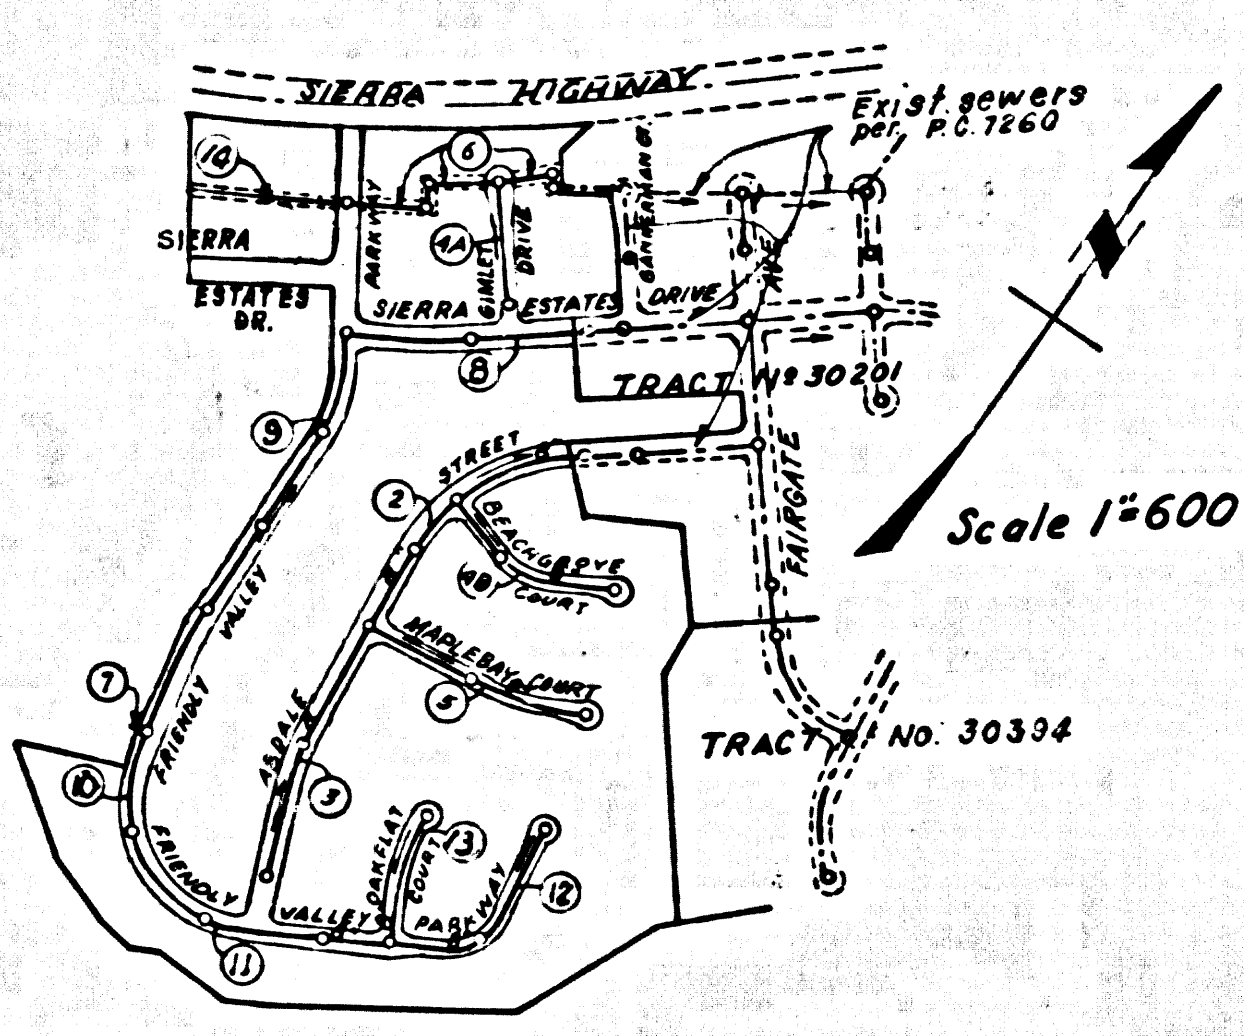 SIERRA HIGHWAY
Exist. sewers
per. P.C. 7260
14
6
PARKWAY
4A
GIMLET
DRIVE
BANNERMAN ST.
AVE
SIERRA
ESTATES
DR.
SIERRA ESTATES DRIVE
8
TRACT Nº 30201
9
STREET
2
FAIRGATE
Scale 1"=600
BEACHGROVE
COURT
4B
VALLEY
MAPLEBAY COURT
5
7
FRIENDLY
ASDALE
TRACT NO. 30394
10
3
OAKFLAT
COURT
13
12
FRIENDLY
VALLEY
PARKWAY
11